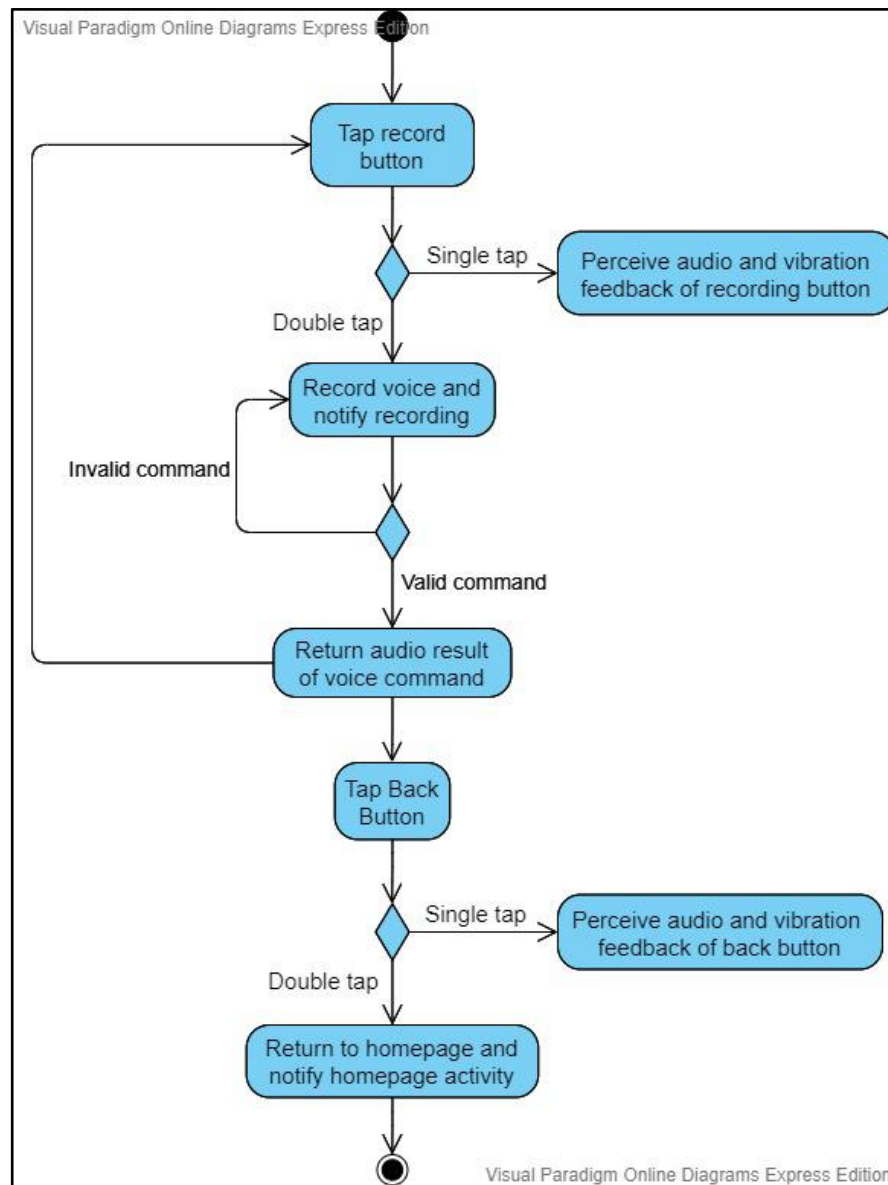 Visual Paradigm Online Diagrams Express Edition
Tap record
button
Single tap
Perceive audio and vibration
feedback of recording button
Double tap
Record voice and
notify recording
Invalid command
Valid command
Return audio result
of voice command
Tap Back
Button
Single tap
Perceive audio and vibration
feedback of back button
Double tap
Return to homepage and
notify homepage activity
Visual Paradigm Online Diagrams Express Edition